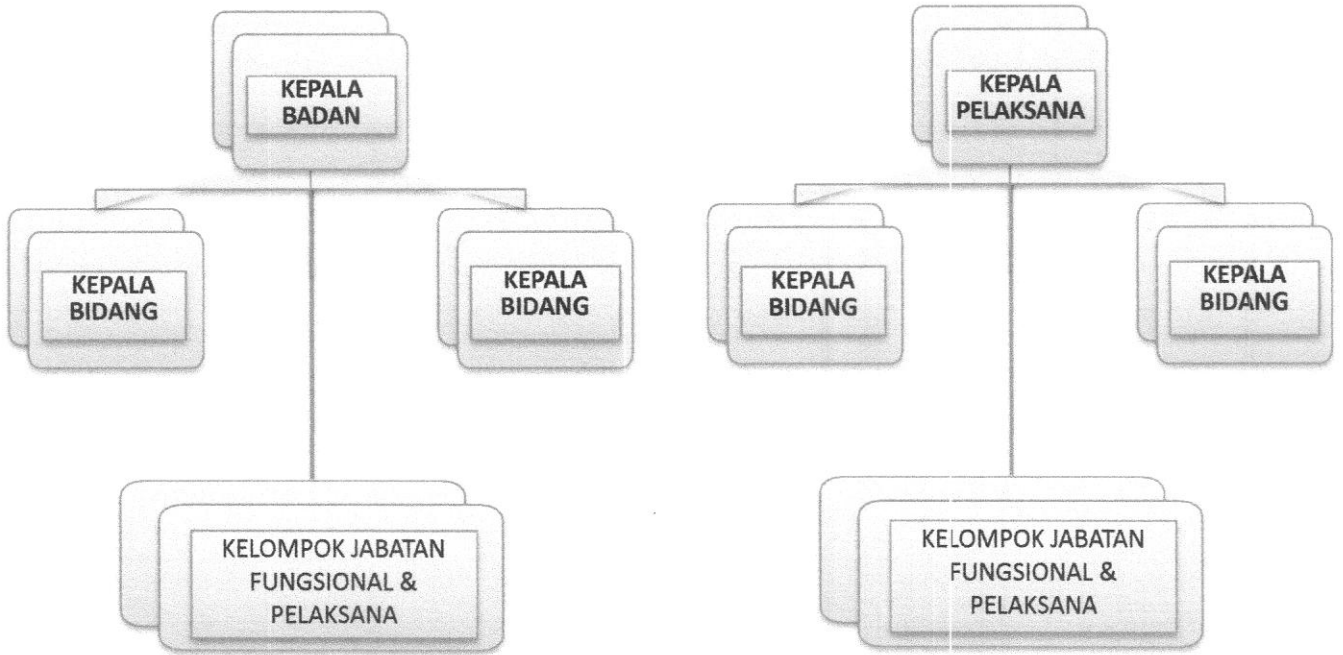 KEPALA
BADAN
KEPALA
BIDANG
KEPALA
BIDANG
KELOMPOK JABATAN
FUNGSIONAL &
PELAKSANA
KEPALA
PELAKSANA
KEPALA
BIDANG
KEPALA
BIDANG
KELOMPOK JABATAN
FUNGSIONAL &
PELAKSANA